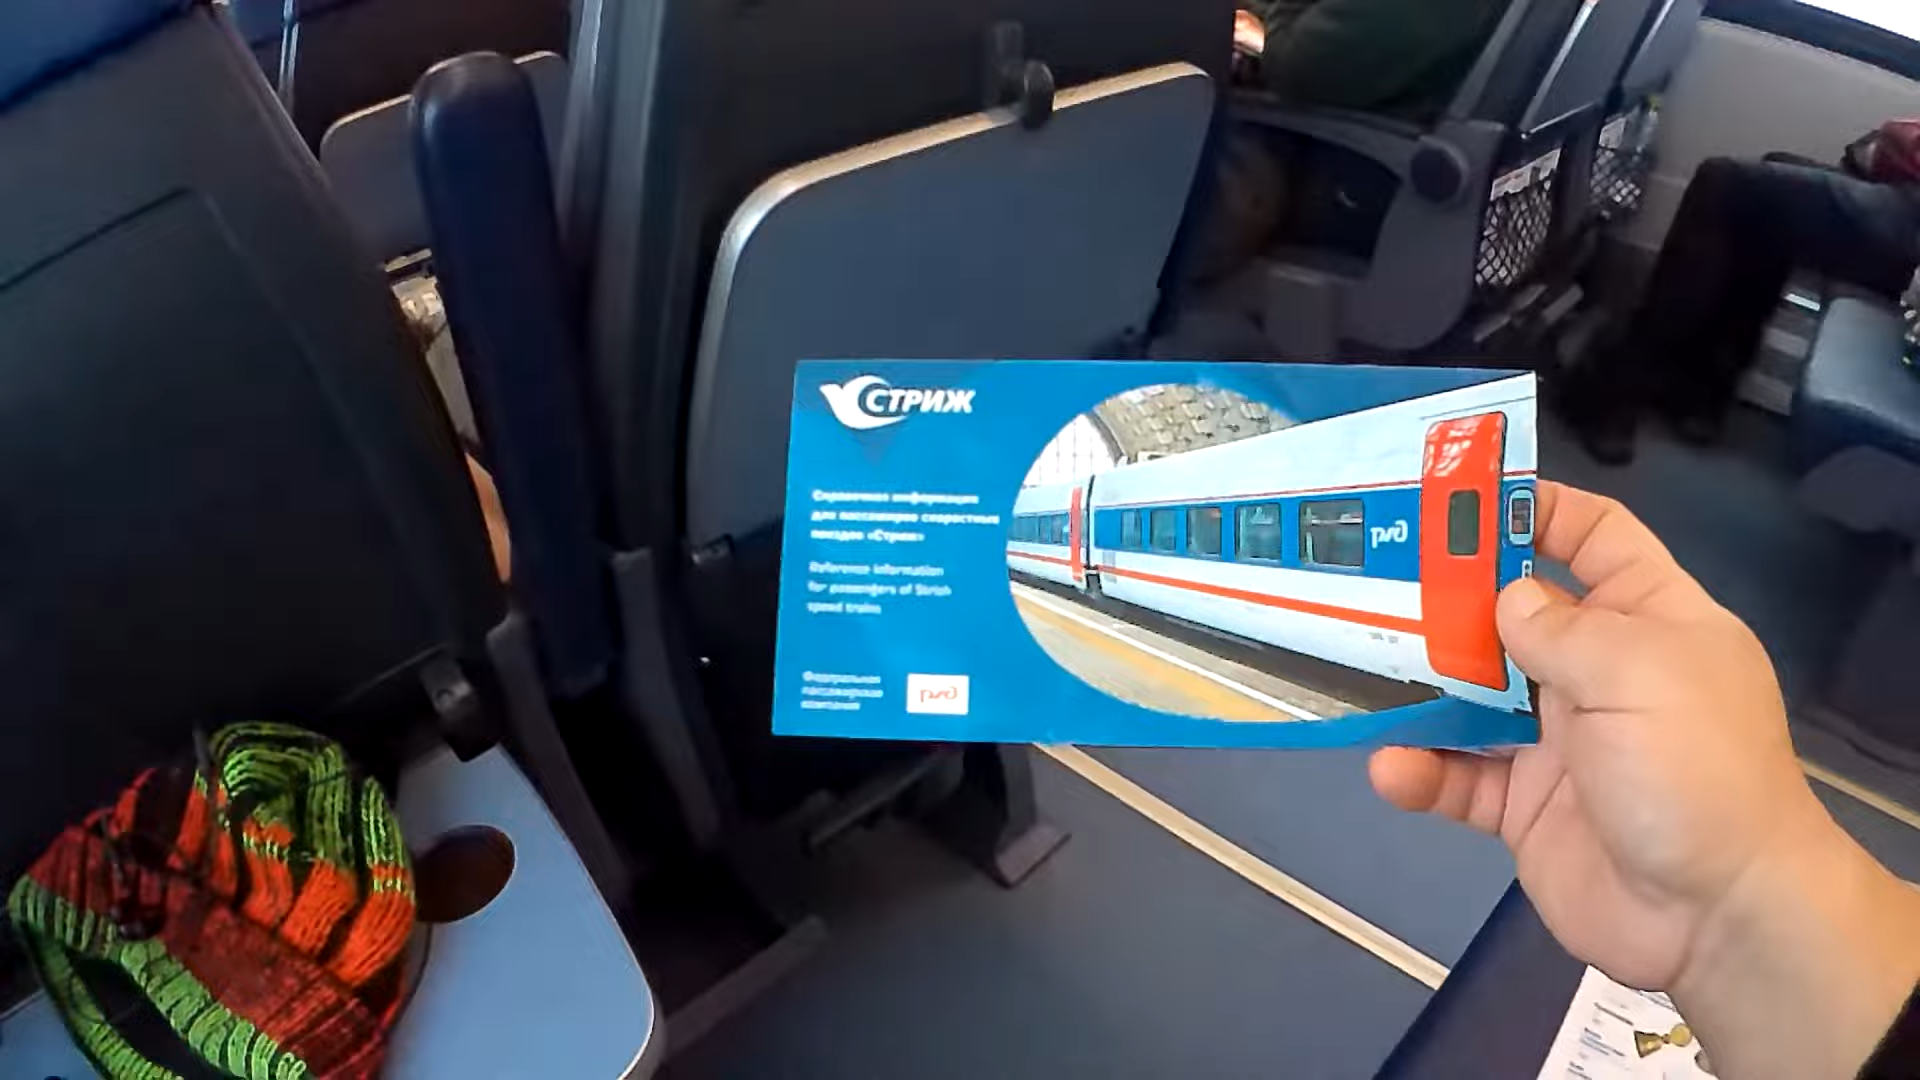 СТРИЖ
Справочная информация
для пассажиров скоростных
поездов «Стриж»
Reference information
for passengers of Strizh
speed trains
Федеральная
пассажирская
компания
РЖД
РЖД